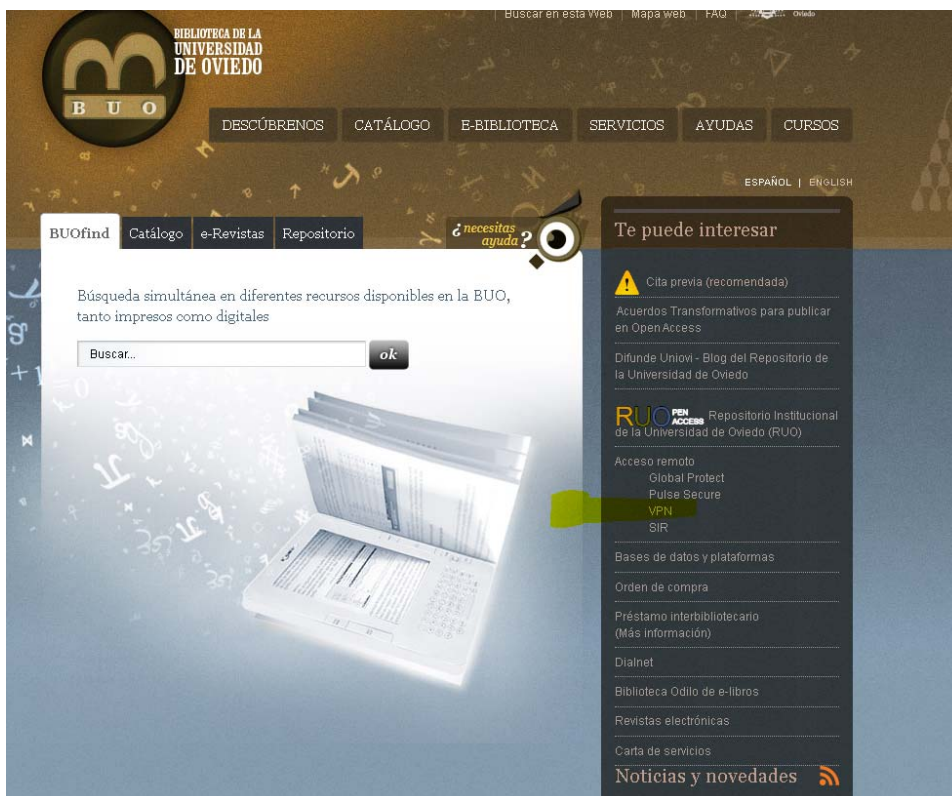 Buscar en esta Web | Mapa web | FAQ | Oviedo
BIBLIOTECA DE LA
UNIVERSIDAD
DE OVIEDO
B U O
DESCÚBRENOS CATÁLOGO E-BIBLIOTECA SERVICIOS AYUDAS CURSOS
ESPAÑOL | ENGLISH
BUOfind Catálogo e-Revistas Repositorio
¿necesitas
ayuda?
Búsqueda simultánea en diferentes recursos disponibles en la BUO,
tanto impresos como digitales
Buscar... ok
Te puede interesar
Cita previa (recomendada)
Acuerdos Transformativos para publicar
en Open Access
Difunde Uniovi - Blog del Repositorio de
la Universidad de Oviedo
RUOPEN ACCESS Repositorio Institucional
de la Universidad de Oviedo (RUO)
Acceso remoto
Global Protect
Pulse Secure
VPN
SIR
Bases de datos y plataformas
Orden de compra
Préstamo interbibliotecario
(Más información)
Dialnet
Biblioteca Odilo de e-libros
Revistas electrónicas
Carta de servicios
Noticias y novedades